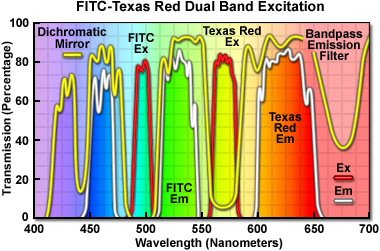 FITC-Texas Red Dual Band Excitation
Transmission (Percentage)
100
80
60
40
20
0
Dichromatic
Mirror
FITC
Ex
Texas Red
Ex
Bandpass
Emission
Filter
FITC
Em
Texas
Red
Em
Ex
Em
400
450
500
550
600
650
700
Wavelength (Nanometers)